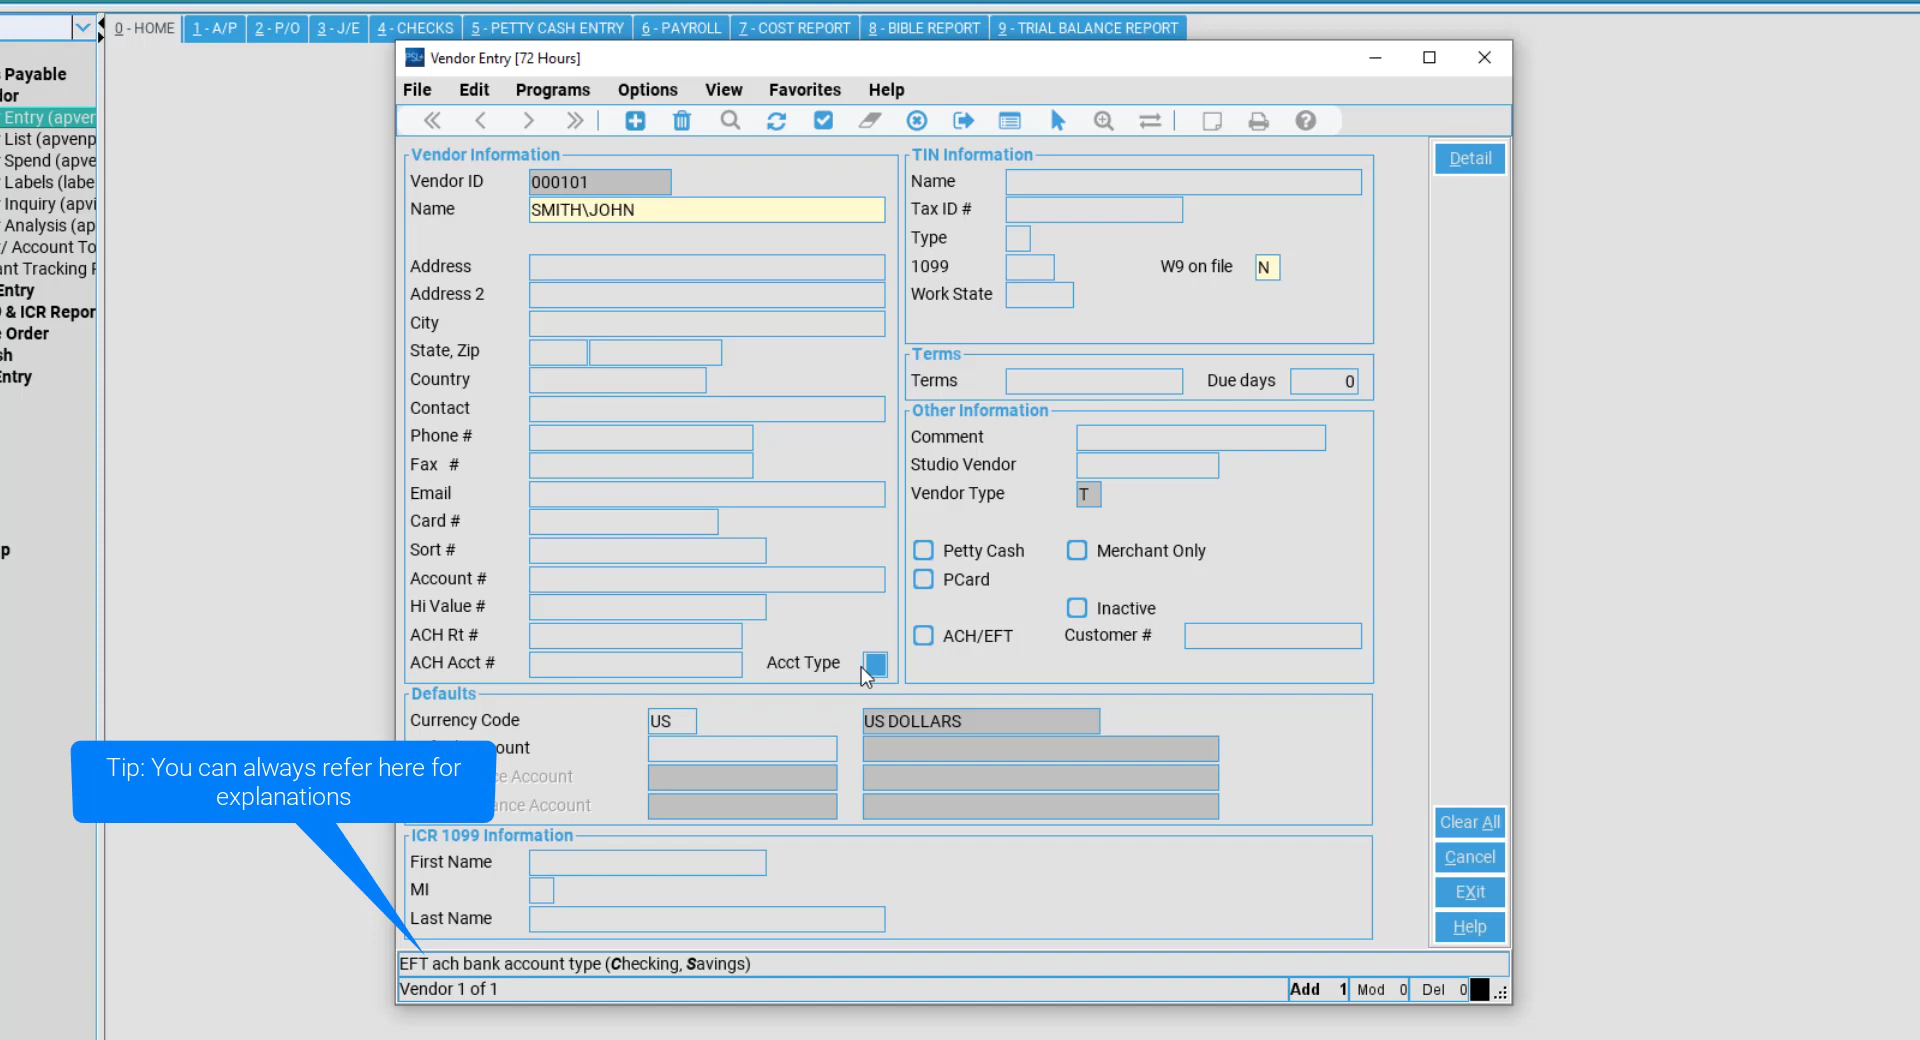 0 - HOME
1 - A/P
2 - P/O
3 - J/E
4 - CHECKS
5 - PETTY CASH ENTRY
6 - PAYROLL
7 - COST REPORT
8 - BIBLE REPORT
9 - TRIAL BALANCE REPORT
Payable
dor
Entry (apven
List (apvenp
Spend (apve
Labels (labe
Inquiry (apvi
Analysis (ap
/ Account To
ant Tracking
Entry
& ICR Repor
Order
sh
Entry
p
PSL+ Vendor Entry [72 Hours]
File Edit Programs Options View Favorites Help
Vendor Information
Vendor ID 000101
Name SMITH\JOHN
Address
Address 2
City
State, Zip
Country
Contact
Phone #
Fax #
Email
Card #
Sort #
Account #
Hi Value #
ACH Rt #
ACH Acct # Acct Type
TIN Information
Name
Tax ID #
Type
1099 W9 on file N
Work State
Terms
Terms Due days 0
Other Information
Comment
Studio Vendor
Vendor Type T
Petty Cash Merchant Only
PCard
Inactive
ACH/EFT Customer #
Detail
Defaults
Currency Code US US DOLLARS
ount
ce Account
ance Account
Tip: You can always refer here for
explanations
ICR 1099 Information
First Name
MI
Last Name
Clear All
Cancel
EXit
Help
EFT ach bank account type (Checking, Savings)
Vendor 1 of 1 Add 1 Mod 0 Del 0